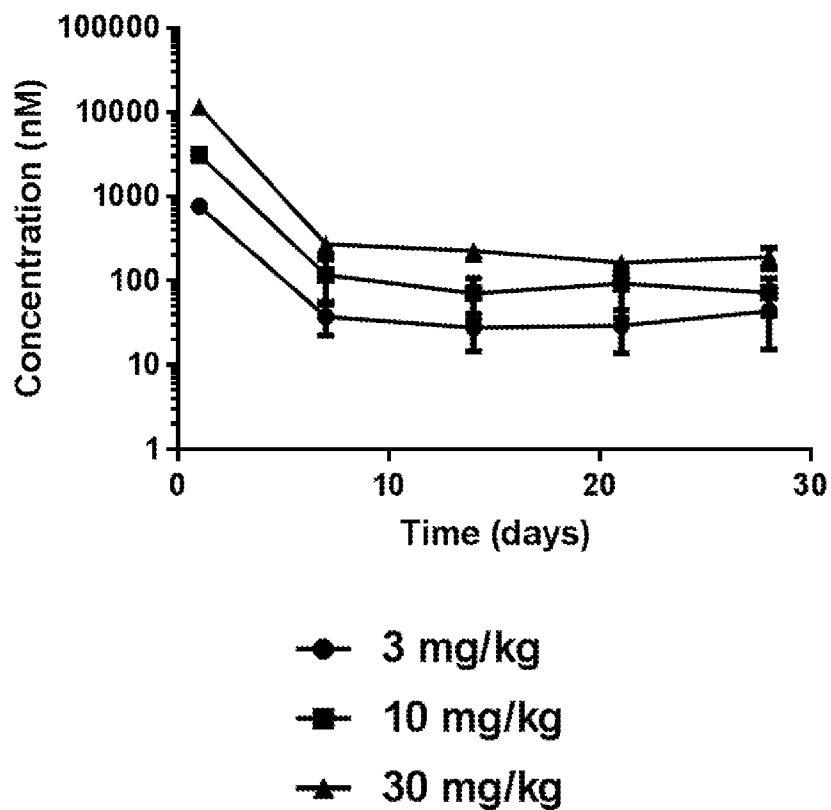 100000
10000
1000
100
10
1
Concentration (nM)
0 10 20 30
Time (days)
3 mg/kg
10 mg/kg
30 mg/kg